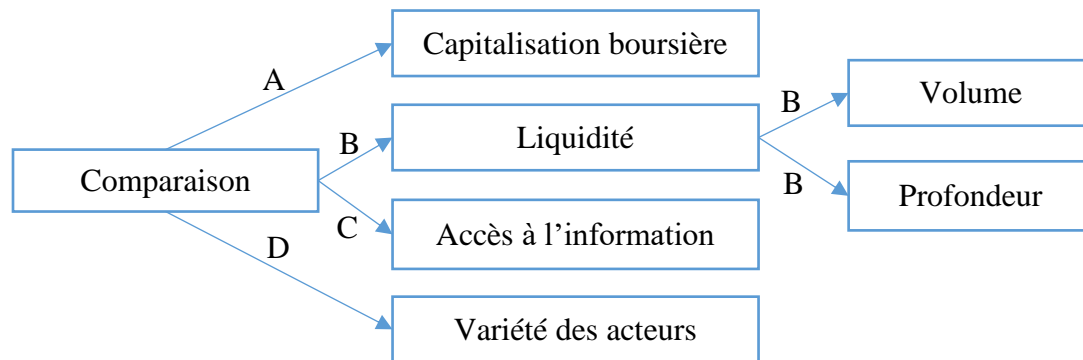 Capitalisation boursière
A
Volume
B
B
Liquidité
Comparaison
B
Profondeur
C
Accès à l’information
D
Variété des acteurs